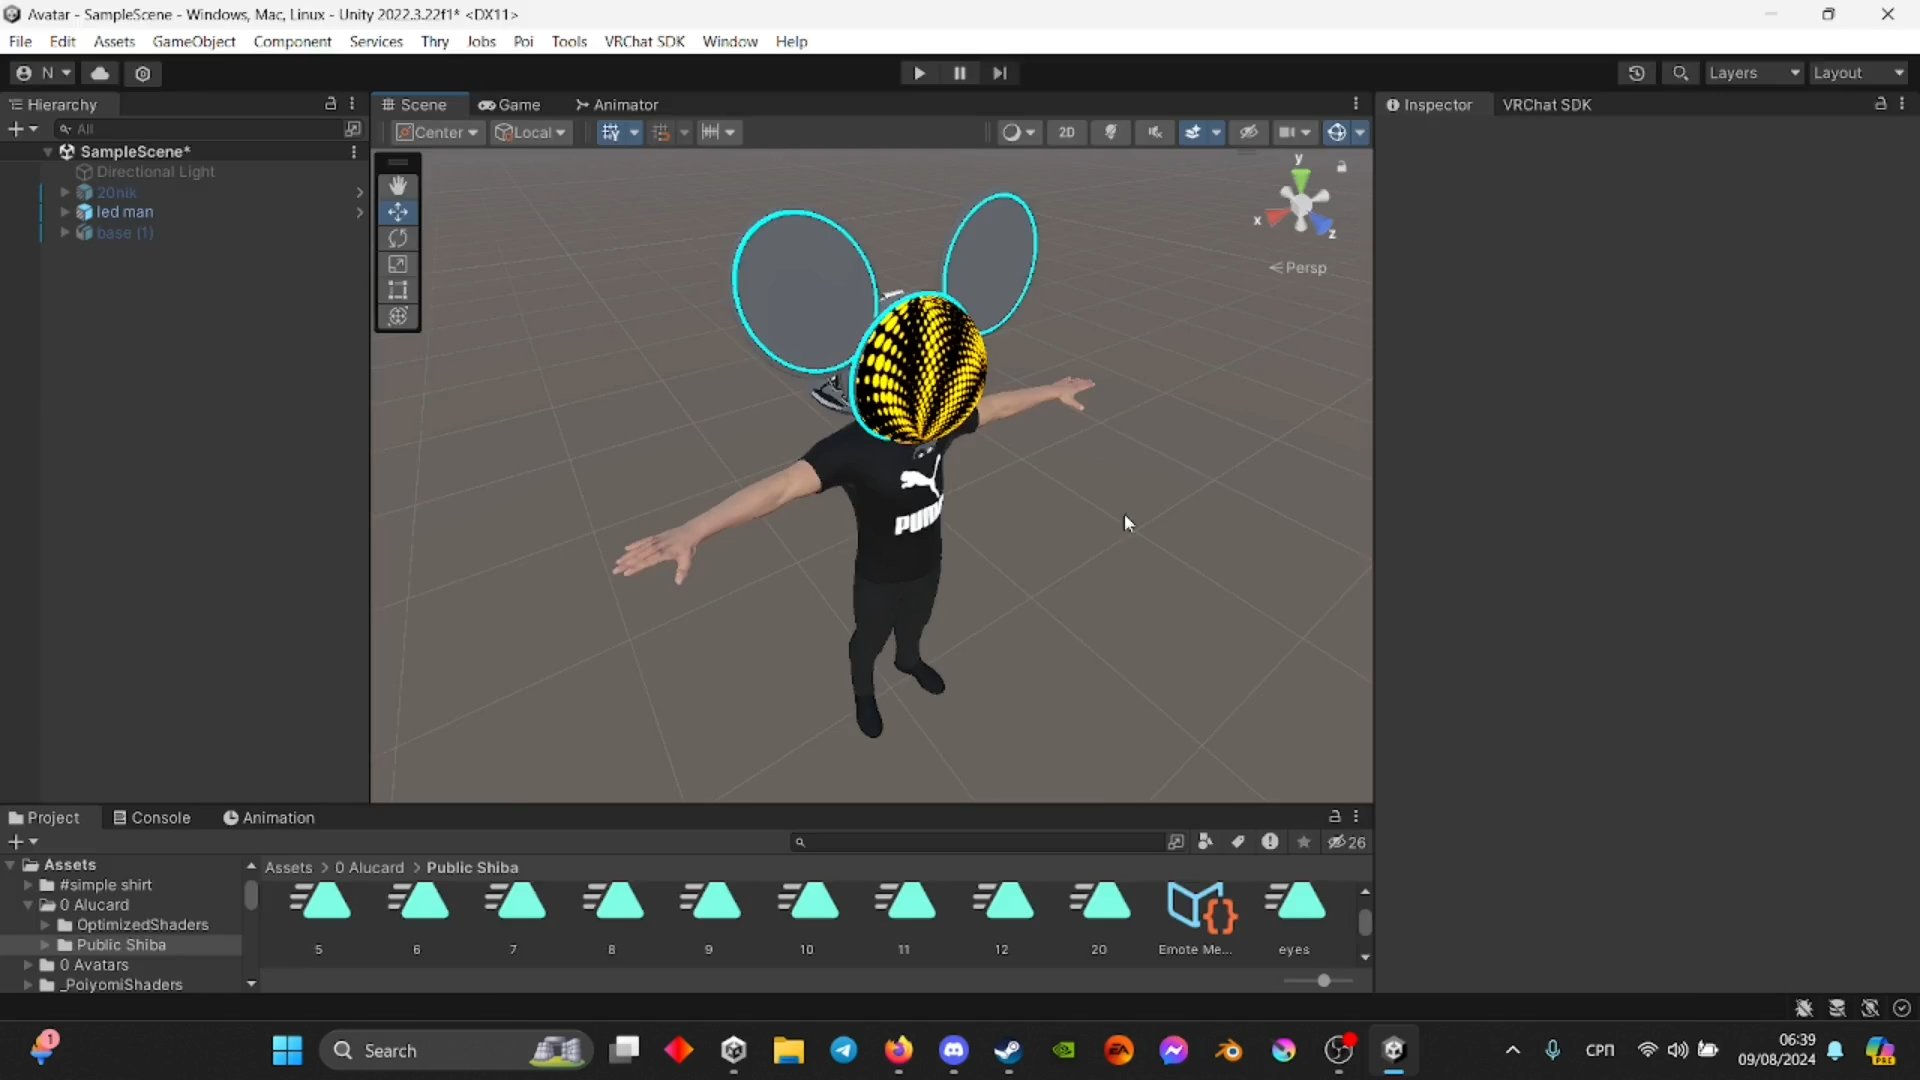 Avatar - SampleScene - Windows, Mac, Linux - Unity 2022.3.22f1* <DX11>
File Edit Assets GameObject Component Services Thry Jobs Poi Tools VRChat SDK Window Help
N Layers Layout
Hierarchy Scene Game Animator Inspector VRChat SDK
All Center Local 2D
SampleScene*
Directional Light
20nik
led man
base (1)
y
x
z
Persp
PUMA
Project Console Animation
26
Assets
#simple shirt
0 Alucard
OptimizedShaders
Public Shiba
0 Avatars
_PoiyomiShaders
Assets > 0 Alucard > Public Shiba
5 6 7 8 9 10 11 12 20 Emote Me... eyes
1
Search
EA
СРП
06:39
09/08/2024
PRE